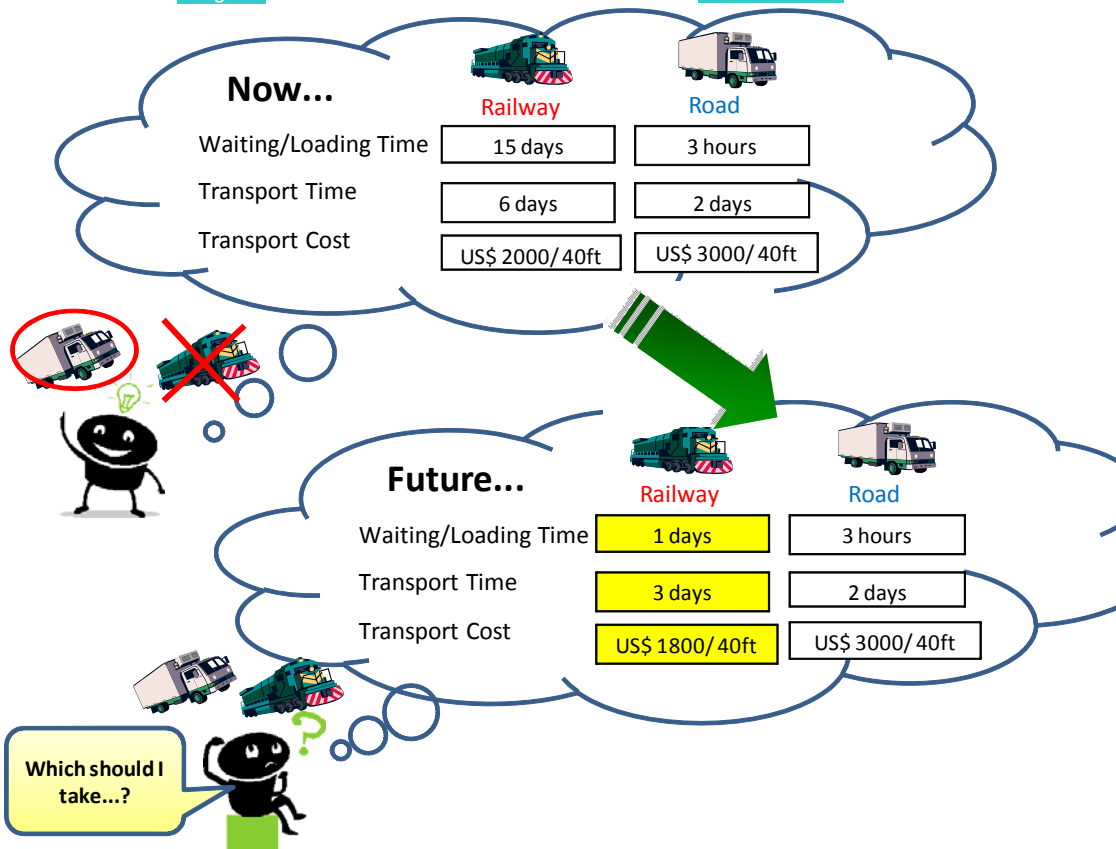 Now...
Railway
Road
Waiting/Loading Time
15 days
3 hours
Transport Time
6 days
2 days
Transport Cost
US$ 2000/ 40ft
US$ 3000/ 40ft
Future...
Railway
Road
Waiting/Loading Time
1 days
3 hours
Transport Time
3 days
2 days
Transport Cost
US$ 1800/ 40ft
US$ 3000/ 40ft
?
Which should I
take...?